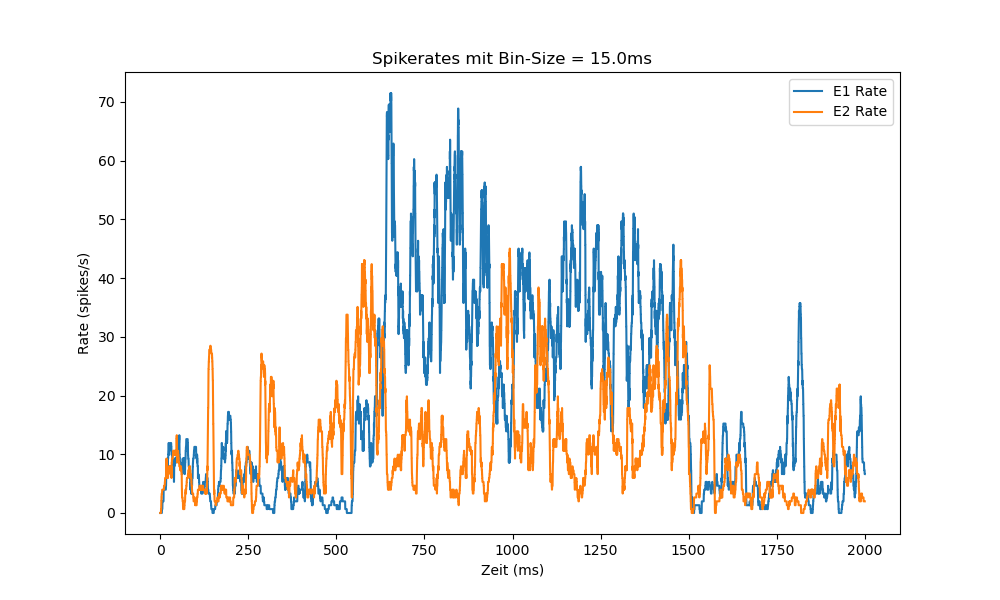 Spikerates mit Bin-Size = 15.0ms
E1 Rate
E2 Rate
70
60
50
40
30
20
10
0
Rate (spikes/s)
0 250 500 750 1000 1250 1500 1750 2000
Zeit (ms)